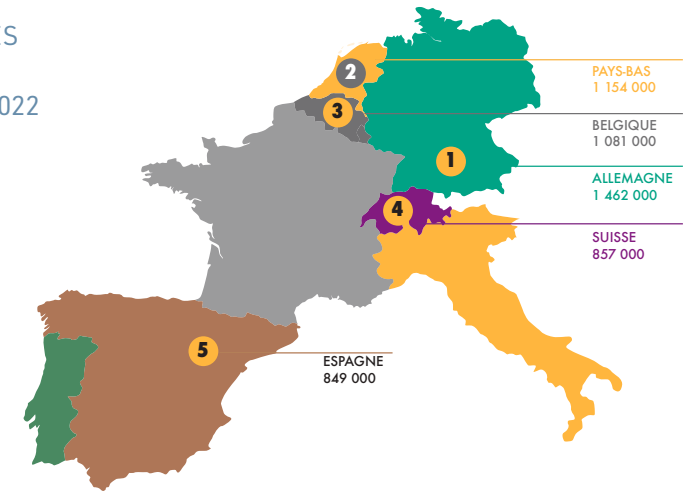 ES
022
2
3
1
4
5
PAYS-BAS
1 154 000
BELGIQUE
1 081 000
ALLEMAGNE
1 462 000
SUISSE
857 000
ESPAGNE
849 000